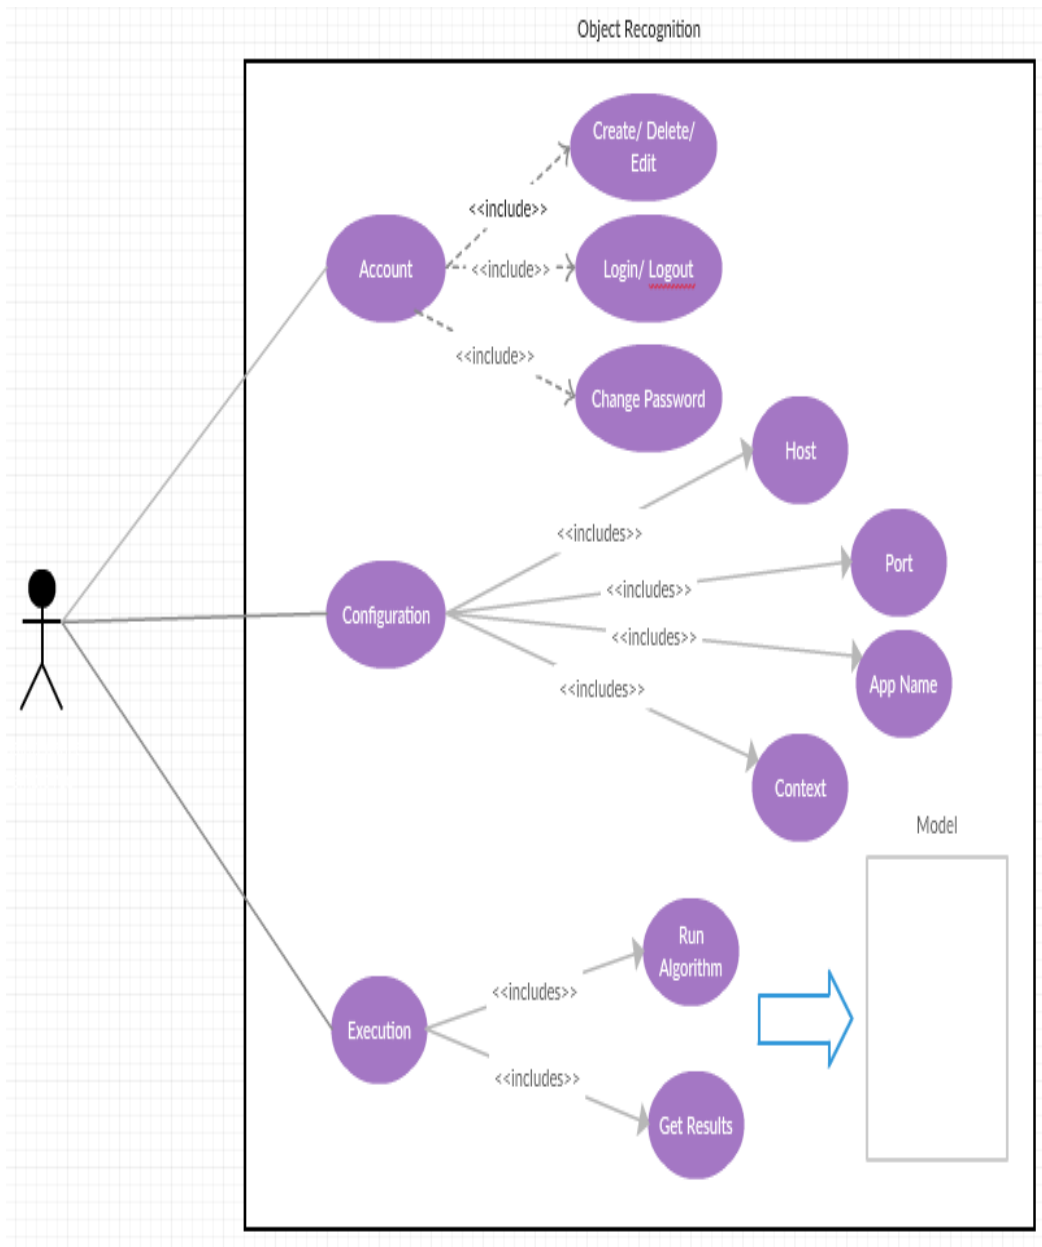 Object Recognition
Create/ Delete/
Edit
<<include>>
Account
<<include>>
Login/ Logout
<<include>>
Change Password
Host
<<includes>>
Port
<<includes>>
Configuration
<<includes>>
App Name
<<includes>>
Context
Model
Run
Algorithm
<<includes>>
Execution
<<includes>>
Get Results